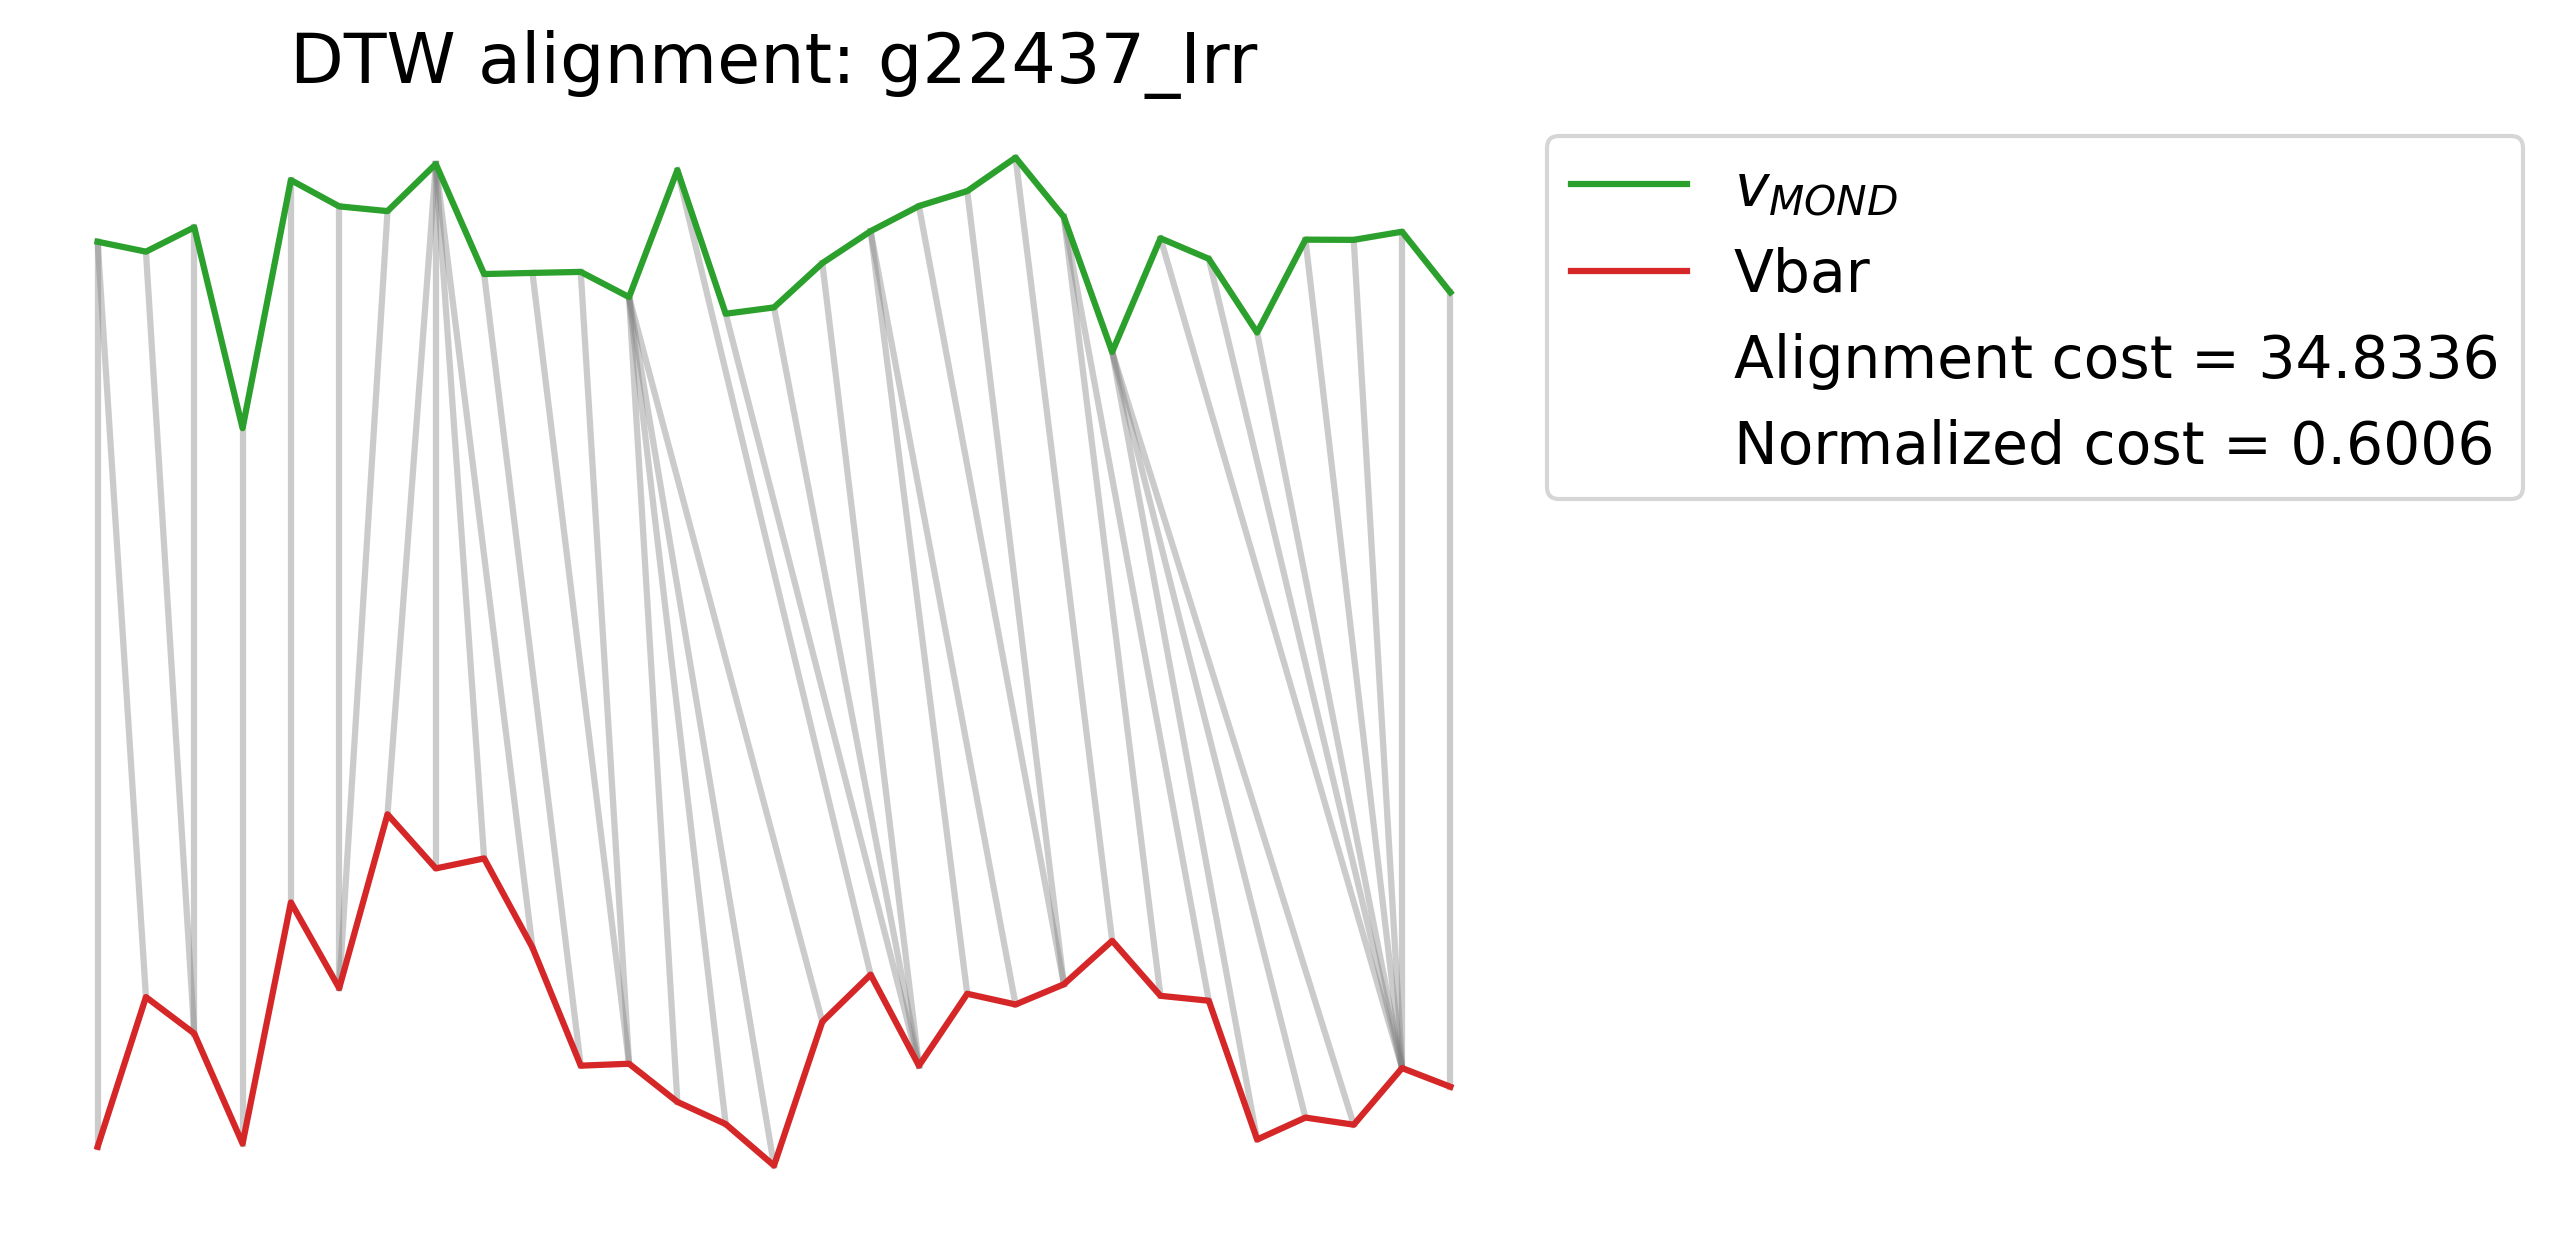 DTW alignment: g22437_Irr
v_MOND
Vbar
Alignment cost = 34.8336
Normalized cost = 0.6006